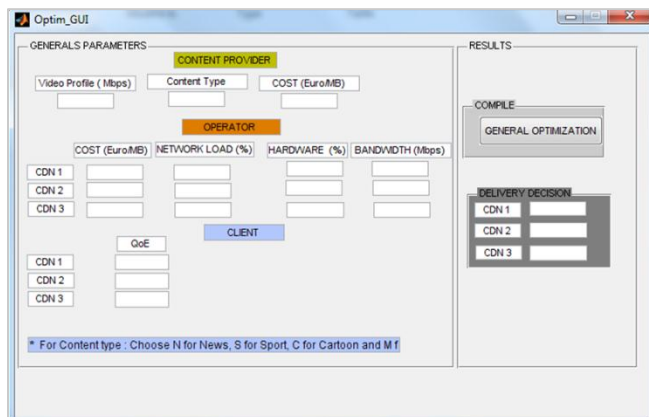 Optim_GUI
GENERALS PARAMETERS
CONTENT PROVIDER
Video Profile ( Mbps)
Content Type
COST (Euro/MB)
OPERATOR
COST (Euro/MB)
NETWORK LOAD (%)
HARDWARE (%)
BANDWIDTH (Mbps)
CDN 1
CDN 2
CDN 3
CLIENT
QoE
CDN 1
CDN 2
CDN 3
* For Content type : Choose N for News, S for Sport, C for Cartoon and M f
RESULTS
COMPILE
GENERAL OPTIMIZATION
DELIVERY DECISION
CDN 1
CDN 2
CDN 3